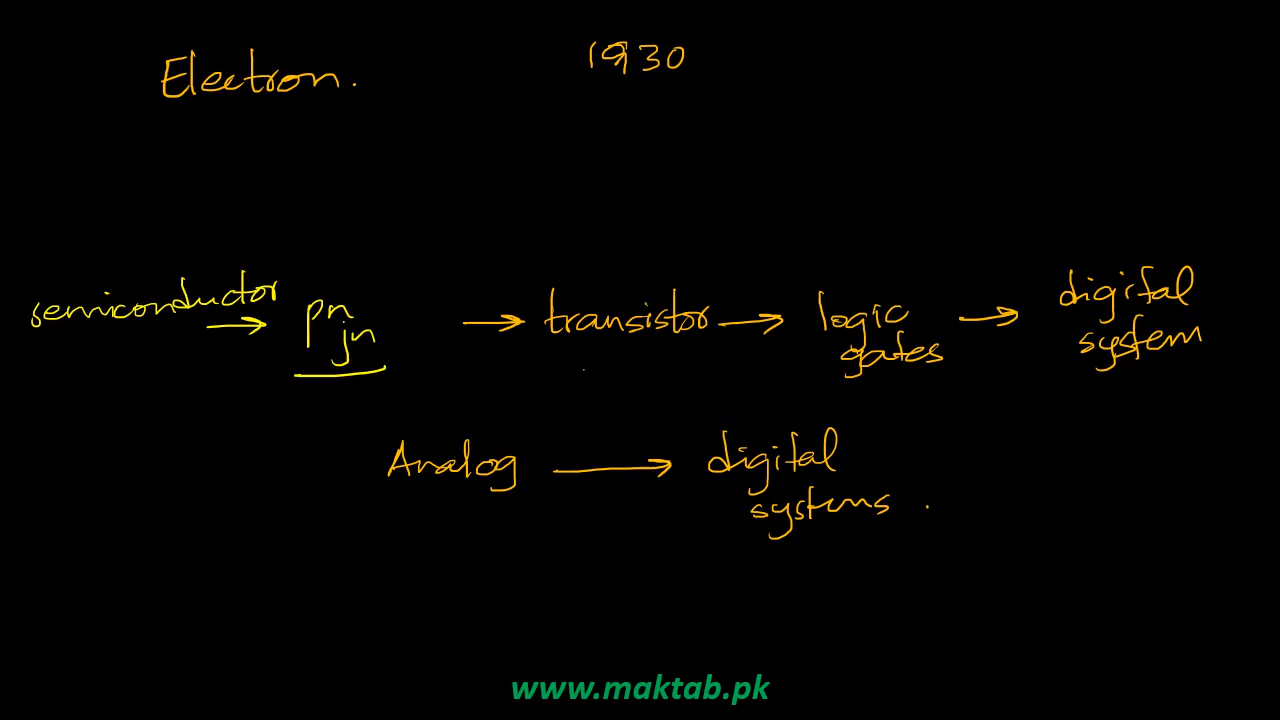 Electron.
1930
semiconductor → pn jn → transistor → logic gates → digital system
Analog → digital systems.
www.maktab.pk